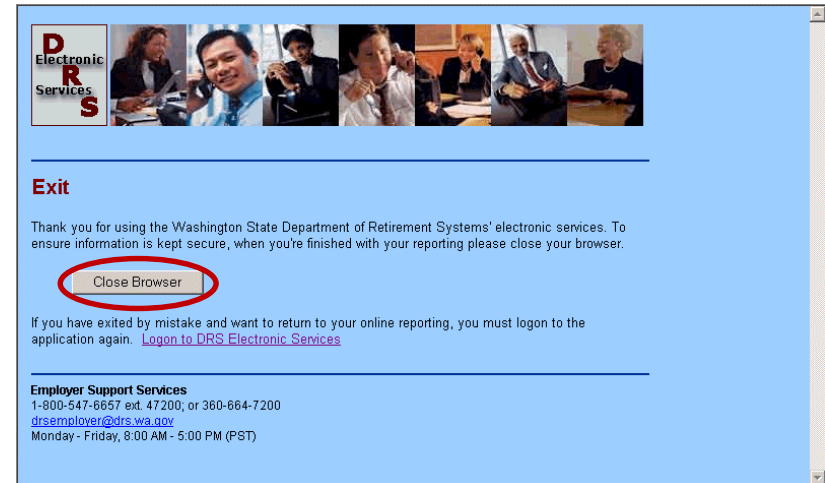 D
Electronic
R
Services
S
Exit
Thank you for using the Washington State Department of Retirement Systems' electronic services. To
ensure information is kept secure, when you're finished with your reporting please close your browser.
Close Browser
If you have exited by mistake and want to return to your online reporting, you must logon to the
application again. Logon to DRS Electronic Services
Employer Support Services
1-800-547-6657 ext. 47200; or 360-664-7200
drsemployer@drs.wa.gov
Monday - Friday, 8:00 AM - 5:00 PM (PST)